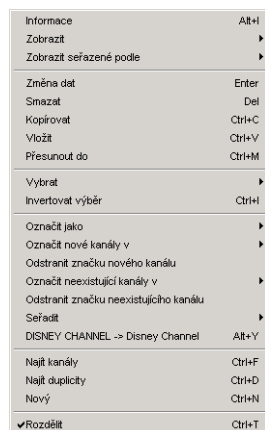 Informace Alt+I
Zobrazit
Zobrazit seřazené podle
Změna dat Enter
Smazat Del
Kopírovat Ctrl+C
Vložit Ctrl+V
Přesunout do Ctrl+M
Vybrat
Invertovat výběr Ctrl+I
Označit jako
Označit nové kanály v
Odstranit značku nového kanálu
Označit neexistující kanály v
Odstranit značku neexistujícího kanálu
Seřadit
DISNEY CHANNEL -> Disney Channel Alt+Y
Najít kanály Ctrl+F
Najít duplicity Ctrl+D
Nový Ctrl+N
Rozdělit Ctrl+T